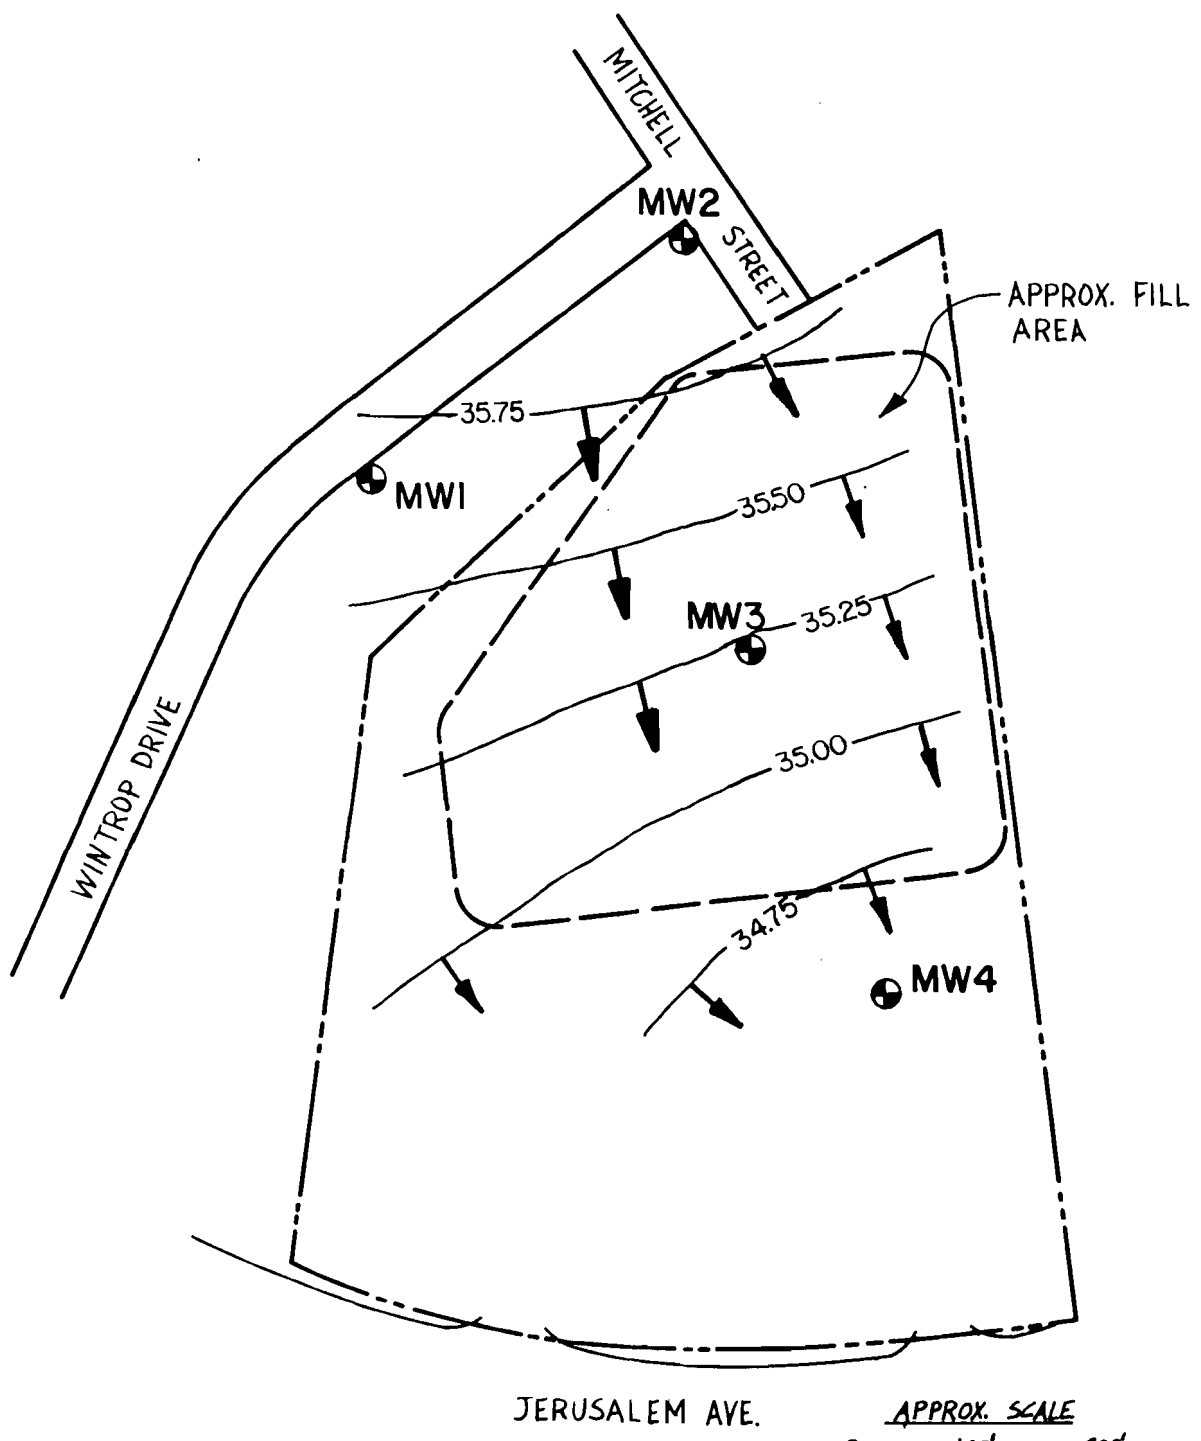 MITCHELL
STREET
MW2
APPROX. FILL
AREA
35.75
MW1
35.50
MW3
35.25
WINTROP DRIVE
35.00
34.75
MW4
JERUSALEM AVE.
APPROX. SCALE